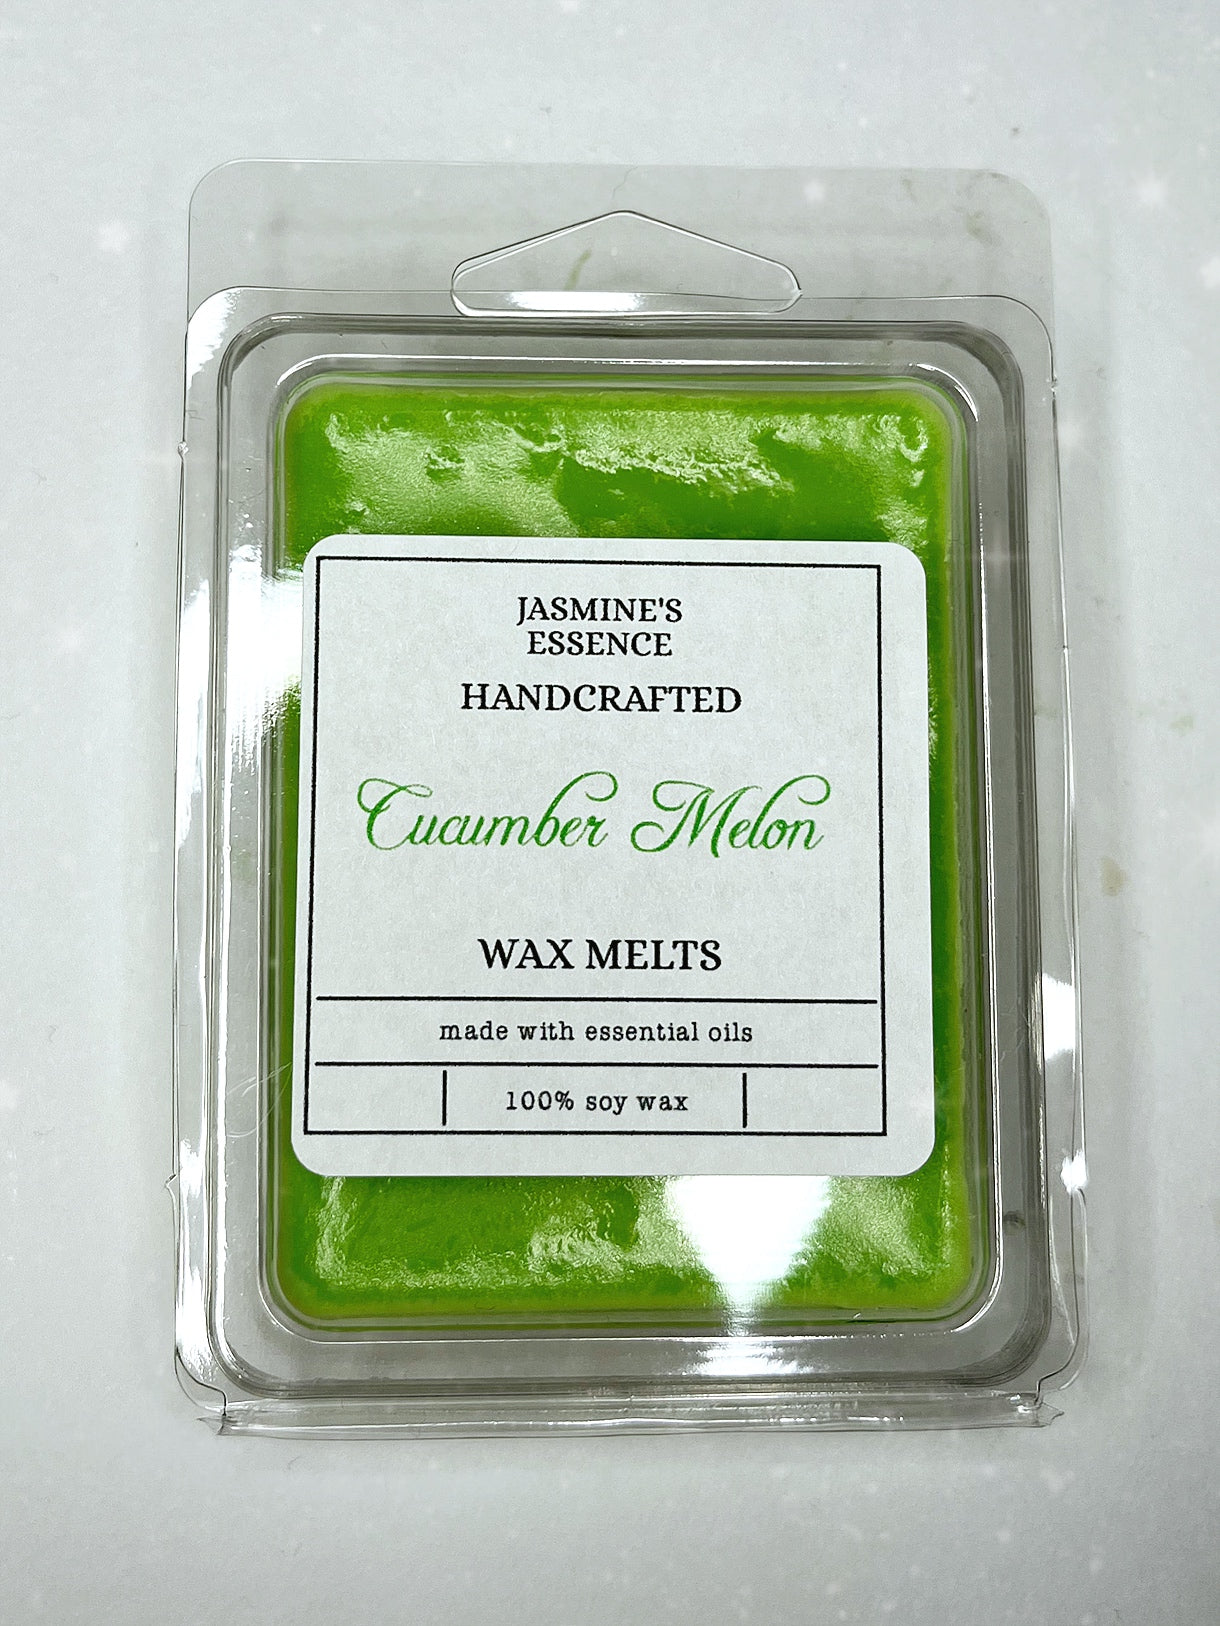 JASMINE'S
ESSENCE
HANDCRAFTED
Cucumber Melon
WAX MELTS
made with essential oils
100% soy wax